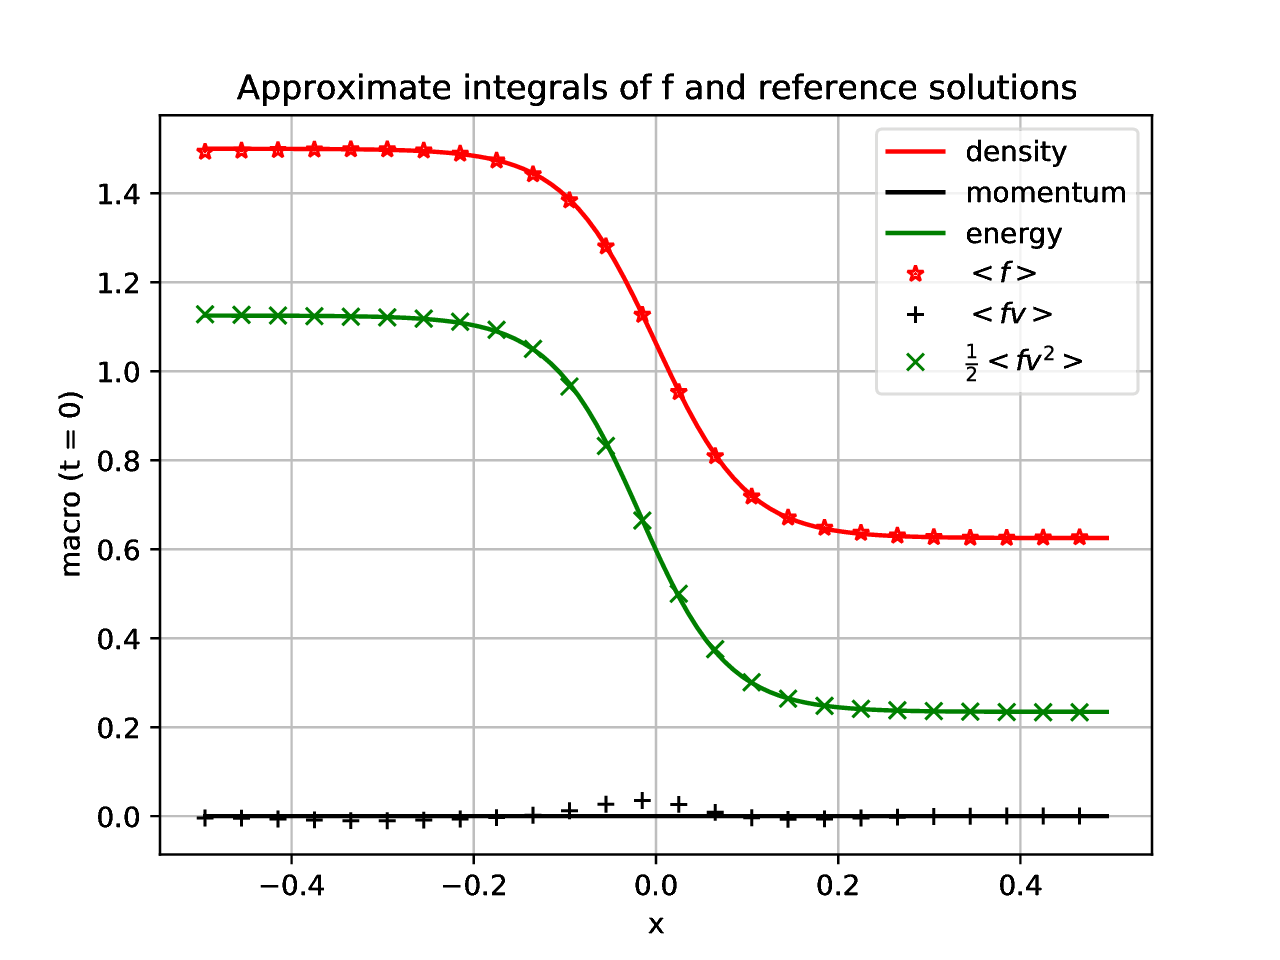 Approximate integrals of f and reference solutions
macro (t = 0)
1.4
1.2
1.0
0.8
0.6
0.4
0.2
0.0
−0.4 −0.2 0.0 0.2 0.4
x
density
momentum
energy
< f >
< fv >
½ < fv² >